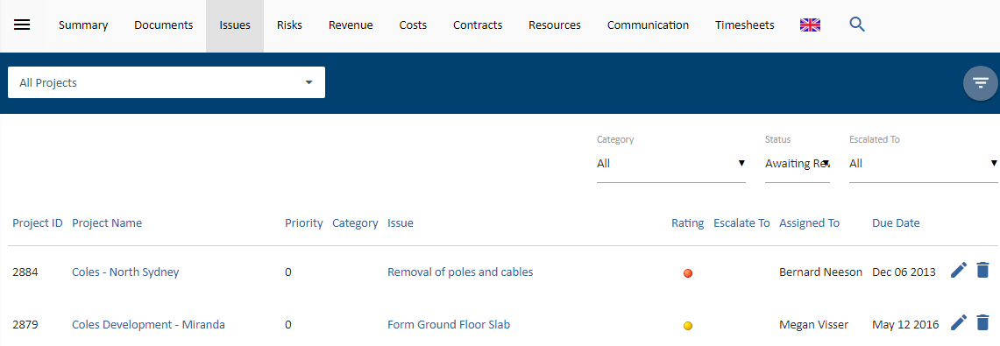 Summary Documents Issues Risks Revenue Costs Contracts Resources Communication Timesheets
All Projects
Category Status Escalated To
All Awaiting Rev All
Project ID Project Name Priority Category Issue Rating Escalate To Assigned To Due Date
2884 Coles - North Sydney 0 Removal of poles and cables Bernard Neeson Dec 06 2013
2879 Coles Development - Miranda 0 Form Ground Floor Slab Megan Visser May 12 2016